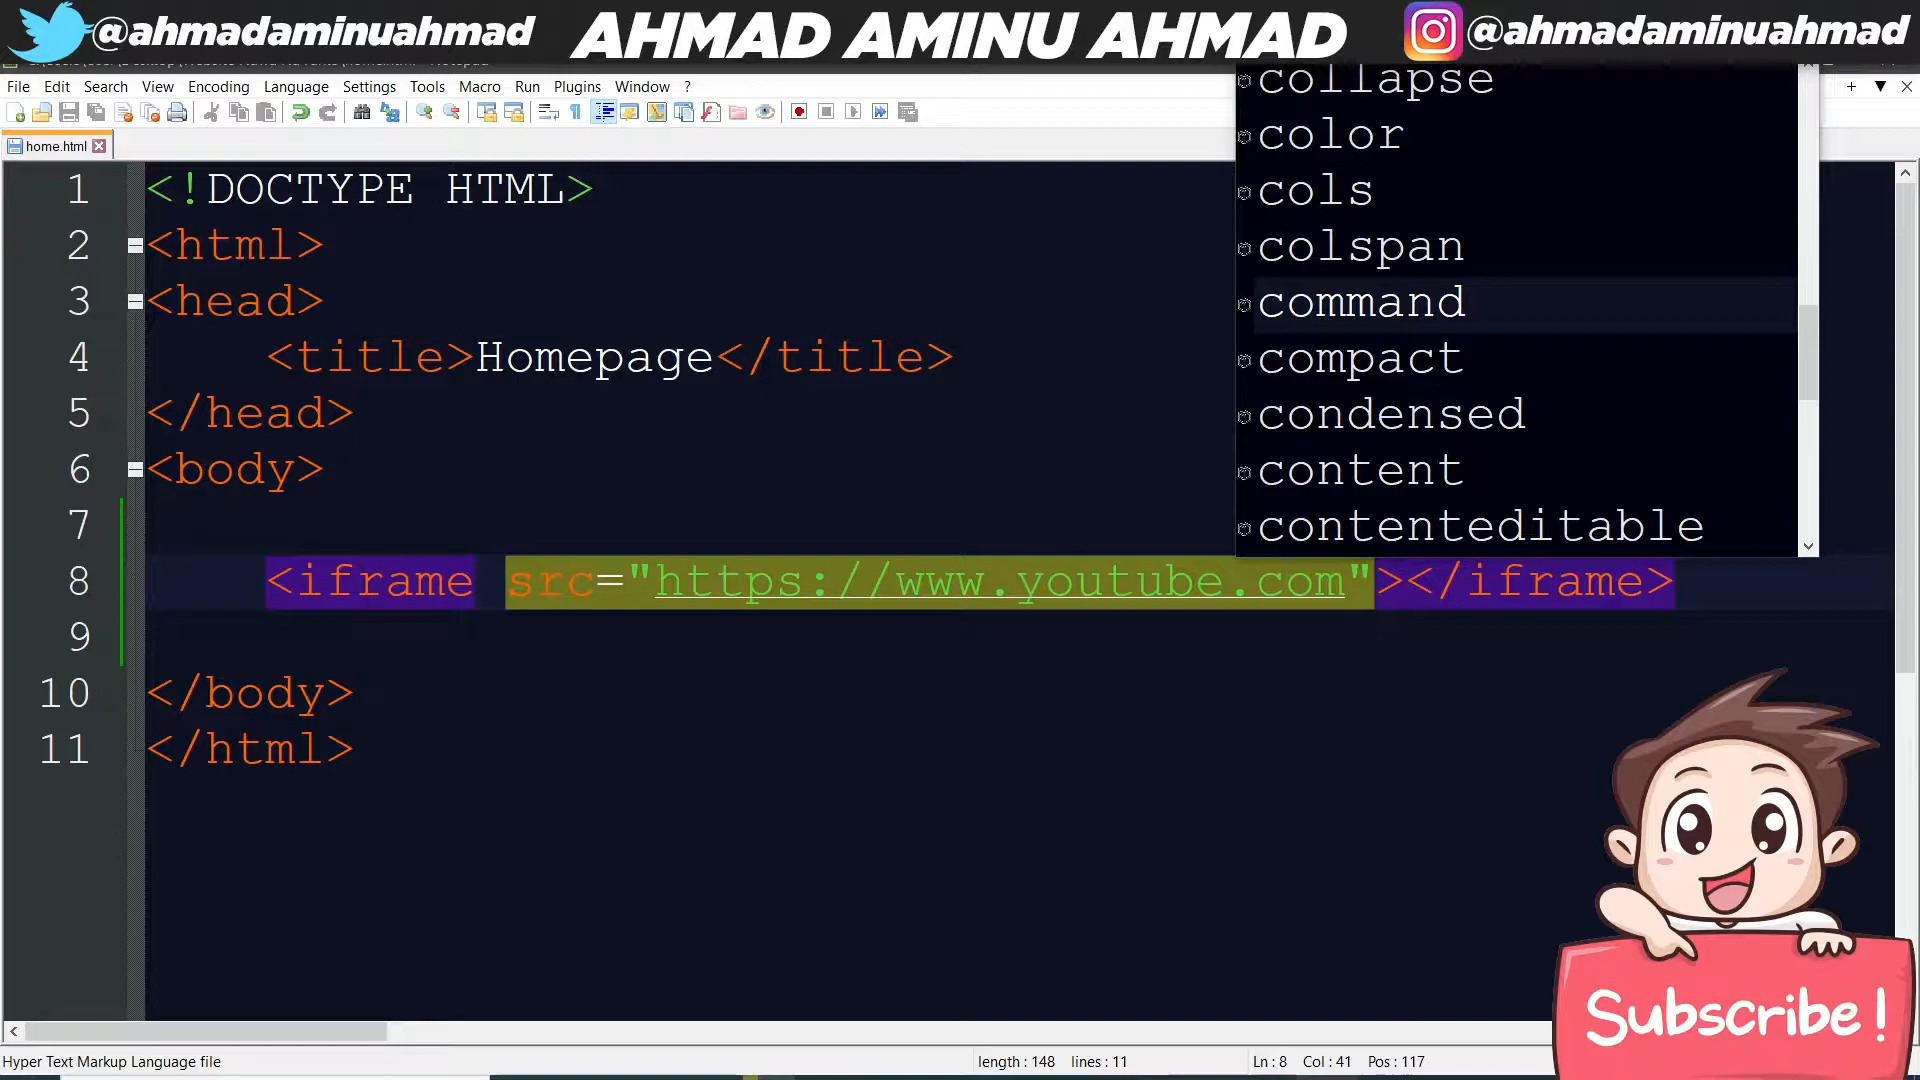 @ahmadaminuahmad AHMAD AMINU AHMAD @ahmadaminuahmad
File Edit Search View Encoding Language Settings Tools Macro Run Plugins Window ?
home.html
collapse
color
cols
colspan
command
compact
condensed
content
contenteditable
1 <!DOCTYPE HTML>
2 <html>
3 <head>
4 <title>Homepage</title>
5 </head>
6 <body>
7
8 <iframe src="https://www.youtube.com"></iframe>
9
10 </body>
11 </html>
Subscribe!
Hyper Text Markup Language file length : 148 lines : 11 Ln : 8 Col : 41 Pos : 117